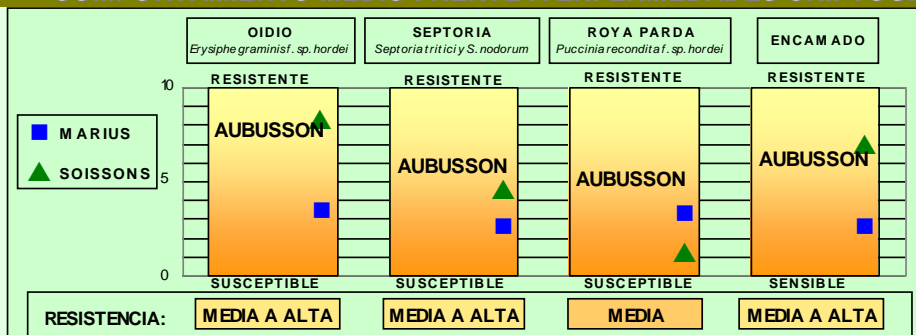 OIDIO
Erysiphe graminis f. sp. hordei
SEPTORIA
Septoria tritici y S. nodorum
ROYA PARDA
Puccinia recondita f. sp. hordei
ENCAMADO
10
RESISTENTE
RESISTENTE
RESISTENTE
RESISTENTE
MARIUS
SOISSONS
5
AUBUSSON
AUBUSSON
AUBUSSON
AUBUSSON
0
SUSCEPTIBLE
SUSCEPTIBLE
SUSCEPTIBLE
SENSIBLE
RESISTENCIA:
MEDIA A ALTA
MEDIA A ALTA
MEDIA
MEDIA A ALTA